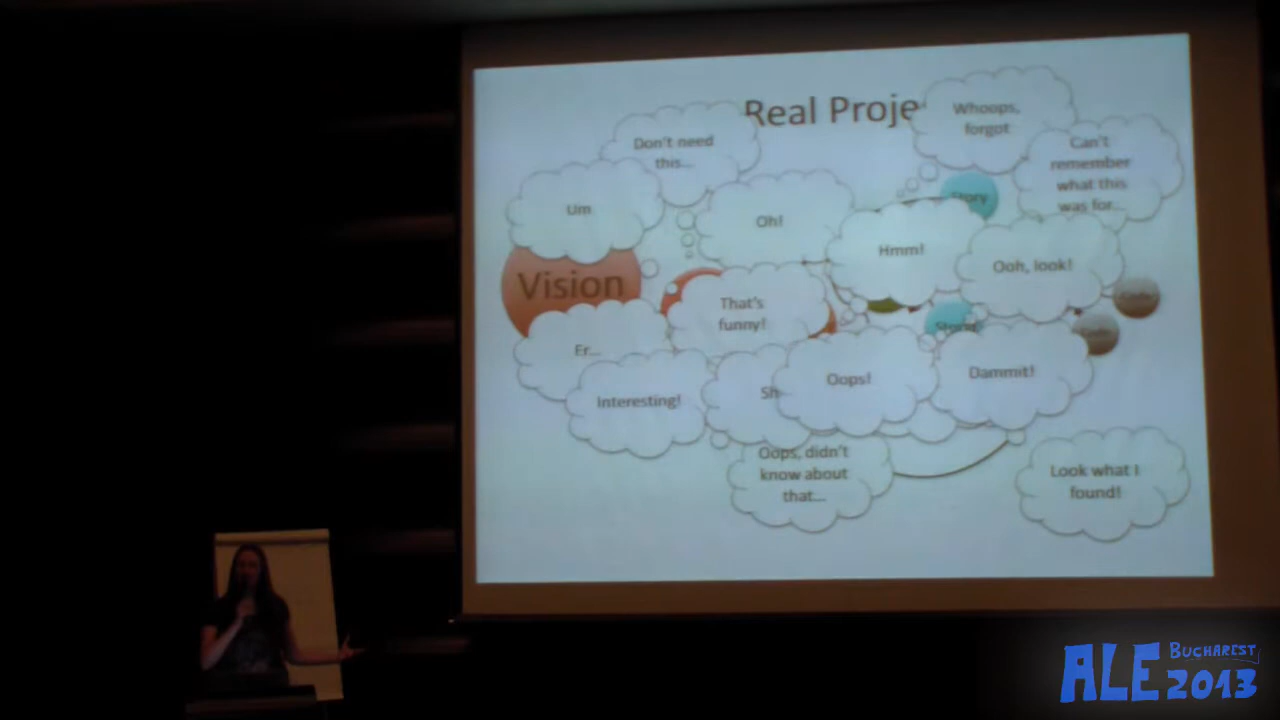 Real Proje
Whoops,
forgot
Don't need
this...
Can't
remember
what this
was for...
Story
Um
Oh!
Hmm!
Ooh, look!
Vision
That's
funny!
Er...
Interesting!
Sh
Oops!
Dammit!
Oops, didn't
know about
that...
Look what I
found!
ALE BUCHAREST
2013